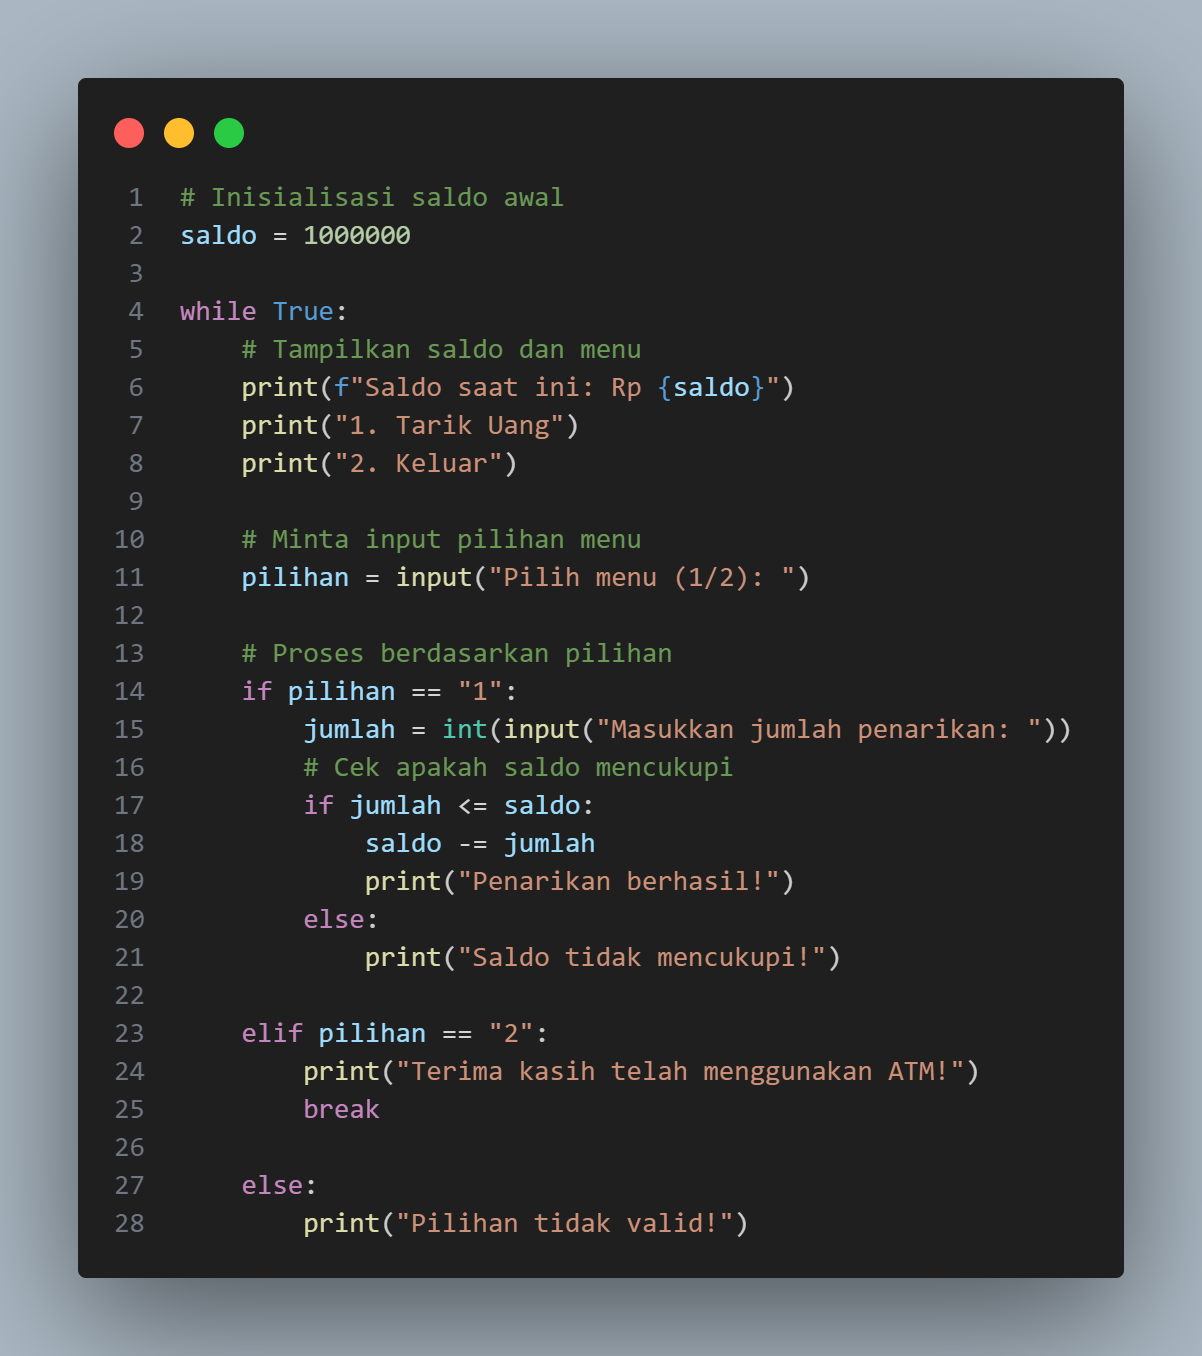 1 # Inisialisasi saldo awal
2 saldo = 1000000
3
4 while True:
5     # Tampilkan saldo dan menu
6     print(f"Saldo saat ini: Rp {saldo}")
7     print("1. Tarik Uang")
8     print("2. Keluar")
9
10     # Minta input pilihan menu
11     pilihan = input("Pilih menu (1/2): ")
12
13     # Proses berdasarkan pilihan
14     if pilihan == "1":
15         jumlah = int(input("Masukkan jumlah penarikan: "))
16         # Cek apakah saldo mencukupi
17         if jumlah <= saldo:
18             saldo -= jumlah
19             print("Penarikan berhasil!")
20         else:
21             print("Saldo tidak mencukupi!")
22
23     elif pilihan == "2":
24         print("Terima kasih telah menggunakan ATM!")
25         break
26
27     else:
28         print("Pilihan tidak valid!")